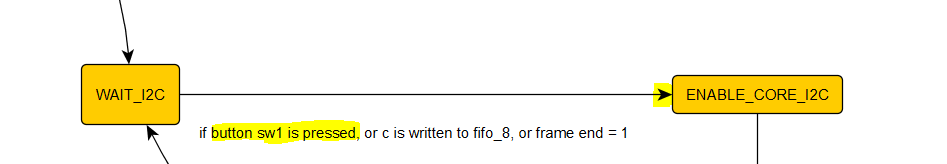 WAIT_I2C
ENABLE_CORE_I2C
if button sw1 is pressed, or c is written to fifo_8, or frame end = 1